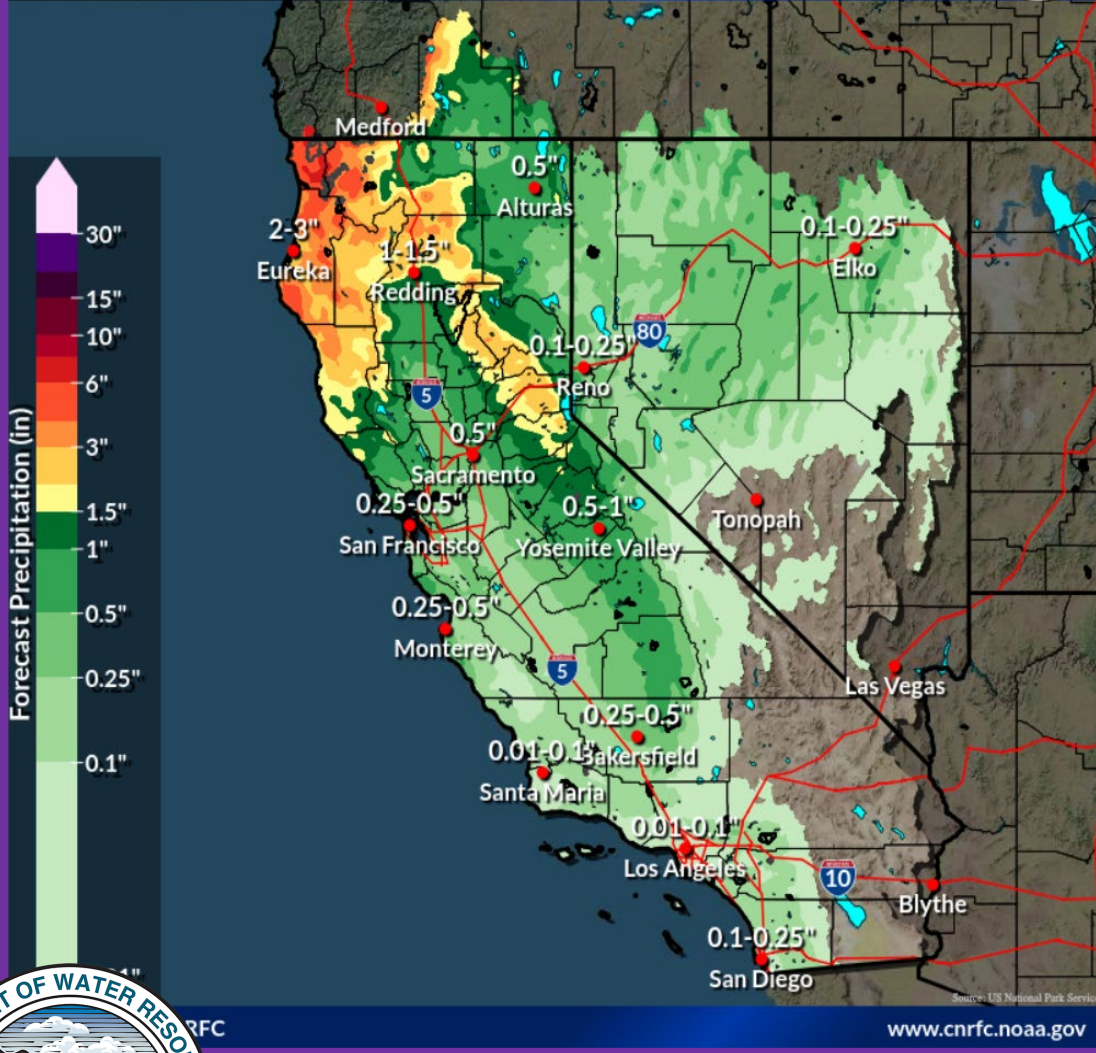 Forecast Precipitation (in)
30"
15"
10"
6"
3"
1.5"
1"
0.5"
0.25"
0.1"
Medford
0.5"
Alturas
2-3"
Eureka
1-1.5"
Redding
0.1-0.25"
Elko
80
0.1-0.25"
Reno
5
0.5"
Sacramento
0.25-0.5"
San Francisco
0.5-1"
Yosemite Valley
Tonopah
0.25-0.5"
Monterey
5
Las Vegas
0.25-0.5"
Bakersfield
0.01-0.1"
Santa Maria
0.01-0.1"
Los Angeles
10
Blythe
0.1-0.25"
San Diego
Source: US National Park Servic
T OF WATER RESO
RFC
www.cnrfc.noaa.gov